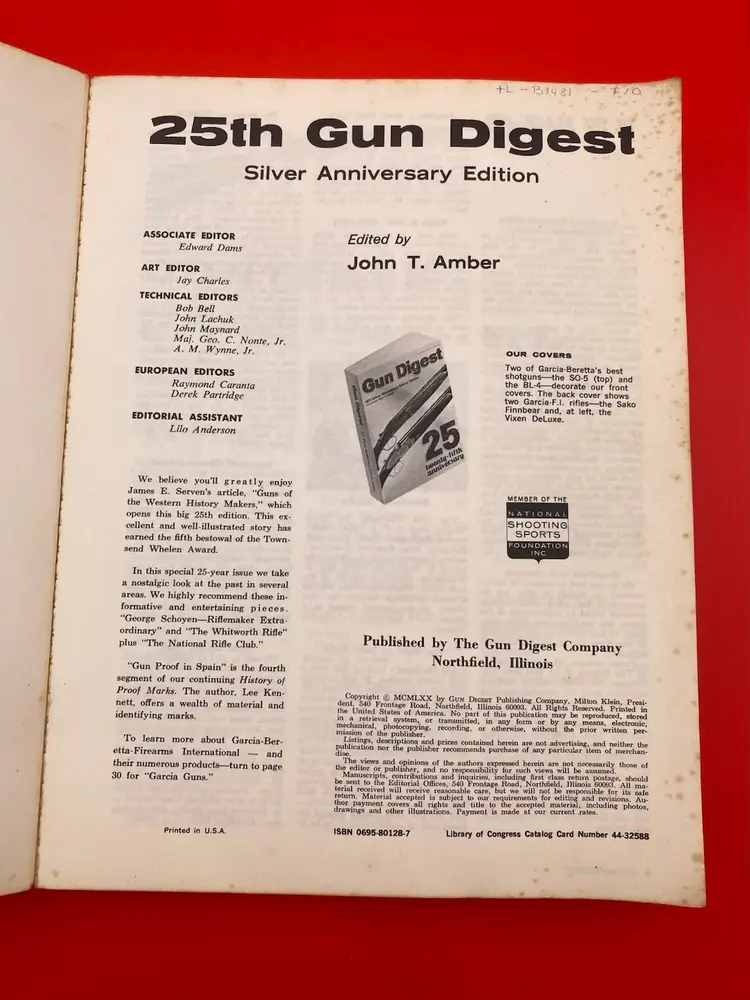 +L - B1981 - $10
25th Gun Digest
Silver Anniversary Edition
ASSOCIATE EDITOR
Edward Dams
ART EDITOR
Jay Charles
TECHNICAL EDITORS
Bob Bell
John Lachuk
John Maynard
Maj. Geo. C. Nonte, Jr.
A. M. Wynne, Jr.
EUROPEAN EDITORS
Raymond Caranta
Derek Partridge
EDITORIAL ASSISTANT
Lilo Anderson
We believe you'll greatly enjoy
James E. Serven's article, "Guns of
the Western History Makers," which
opens this big 25th edition. This ex-
cellent and well-illustrated story has
earned the fifth bestowal of the Town-
send Whelen Award.
In this special 25-year issue we take
a nostalgic look at the past in several
areas. We highly recommend these in-
formative and entertaining pieces.
"George Schoyen—Riflemaker Extra-
ordinary" and "The Whitworth Rifle"
plus "The National Rifle Club."
"Gun Proof in Spain" is the fourth
segment of our continuing History of
Proof Marks. The author, Lee Ken-
nett, offers a wealth of material and
identifying marks.
To learn more about Garcia-Ber-
etta-Firearms International — and
their numerous products—turn to page
30 for "Garcia Guns."
Printed in U.S.A.
Edited by
John T. Amber
Gun Digest
25
twenty-fifth
anniversary
OUR COVERS
Two of Garcia-Beretta's best
shotguns—the SO-5 (top) and
the BL-4—decorate our front
covers. The back cover shows
two Garcia-F.I. rifles—the Sako
Finnbear and, at left, the
Vixen DeLuxe.
MEMBER OF THE
NATIONAL
SHOOTING
SPORTS
FOUNDATION
INC
Published by The Gun Digest Company
Northfield, Illinois
Copyright © MCMLXX by GUN DIGEST Publishing Company, Milton Klein, Presi-
dent, 540 Frontage Road, Northfield, Illinois 60093. All Rights Reserved. Printed in
the United States of America. No part of this publication may be reproduced, stored
in a retrieval system, or transmitted, in any form or by any means, electronic,
mechanical, photocopying, recording, or otherwise, without the prior written per-
mission of the publisher.
Listings, descriptions and prices contained herein are not advertising, and neither the
publication nor the publisher recommends purchase of any particular item of merchan-
dise.
The views and opinions of the authors expressed herein are not necessarily those of
the editor or publisher, and no responsibility for such views will be assumed.
Manuscripts, contributions and inquiries, including first class return postage, should
be sent to the Editorial Offices, 540 Frontage Road, Northfield, Illinois 60093. All ma-
terial received will receive reasonable care, but we will not be responsible for its safe
return. Material accepted is subject to our requirements for editing and revisions. Au-
thor payment covers all rights and title to the accepted material, including photos,
drawings and other illustrations. Payment is made at our current rates.
ISBN 0695-80128-7
Library of Congress Catalog Card Number 44-32588